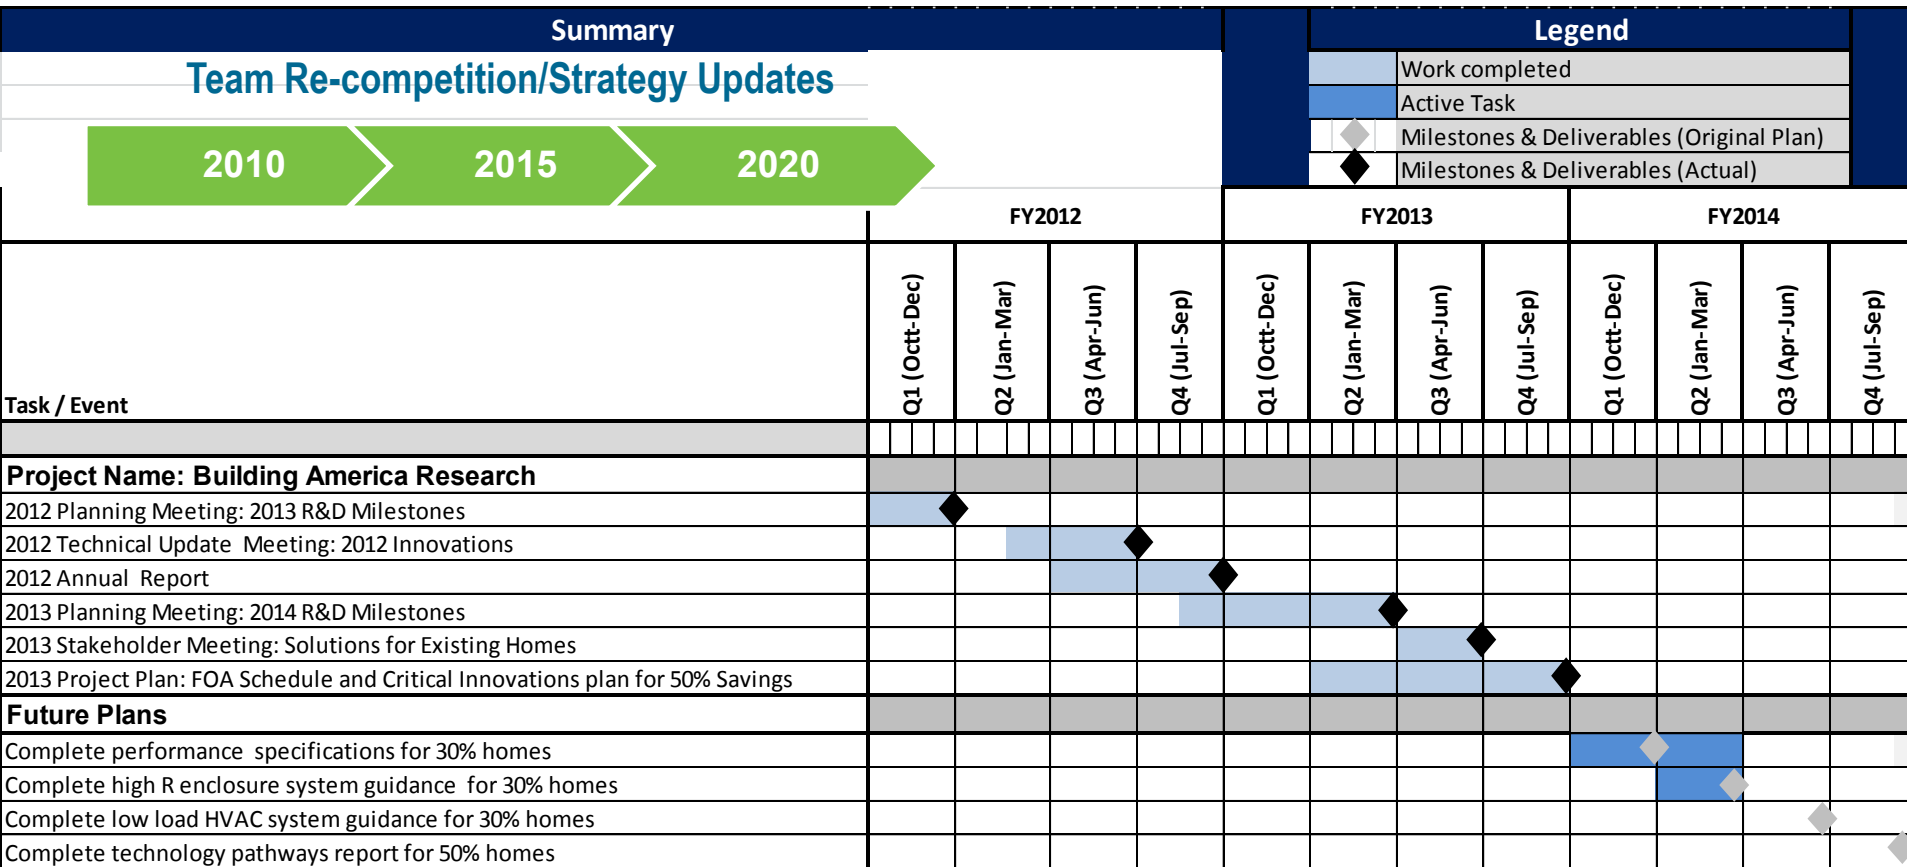 Summary
Legend
Team Re-competition/Strategy Updates
Work completed
Active Task
Milestones & Deliverables (Original Plan)
Milestones & Deliverables (Actual)
2010
2015
2020
FY2012
FY2013
FY2014
Task / Event
Q1 (Octt-Dec)
Q2 (Jan-Mar)
Q3 (Apr-Jun)
Q4 (Jul-Sep)
Q1 (Octt-Dec)
Q2 (Jan-Mar)
Q3 (Apr-Jun)
Q4 (Jul-Sep)
Q1 (Octt-Dec)
Q2 (Jan-Mar)
Q3 (Apr-Jun)
Q4 (Jul-Sep)
Project Name: Building America Research
2012 Planning Meeting: 2013 R&D Milestones
2012 Technical Update Meeting: 2012 Innovations
2012 Annual Report
2013 Planning Meeting: 2014 R&D Milestones
2013 Stakeholder Meeting: Solutions for Existing Homes
2013 Project Plan: FOA Schedule and Critical Innovations plan for 50% Savings
Future Plans
Complete performance specifications for 30% homes
Complete high R enclosure system guidance for 30% homes
Complete low load HVAC system guidance for 30% homes
Complete technology pathways report for 50% homes